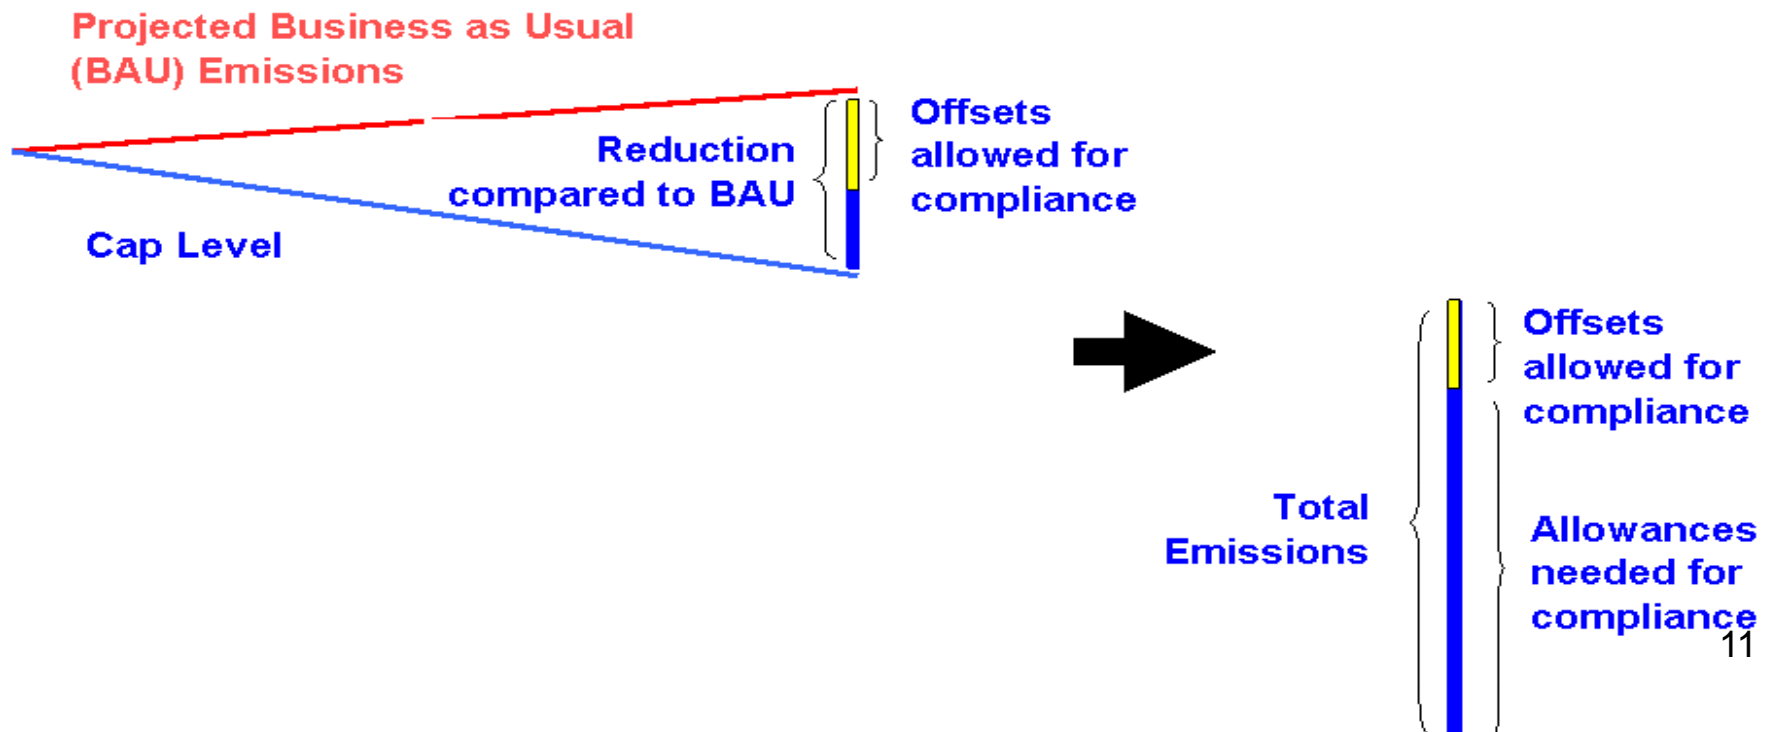 Projected Business as Usual
(BAU) Emissions
Offsets
allowed for
compliance
Reduction
compared to BAU
Cap Level
Offsets
allowed for
compliance
Total
Emissions
Allowances
needed for
compliance
11